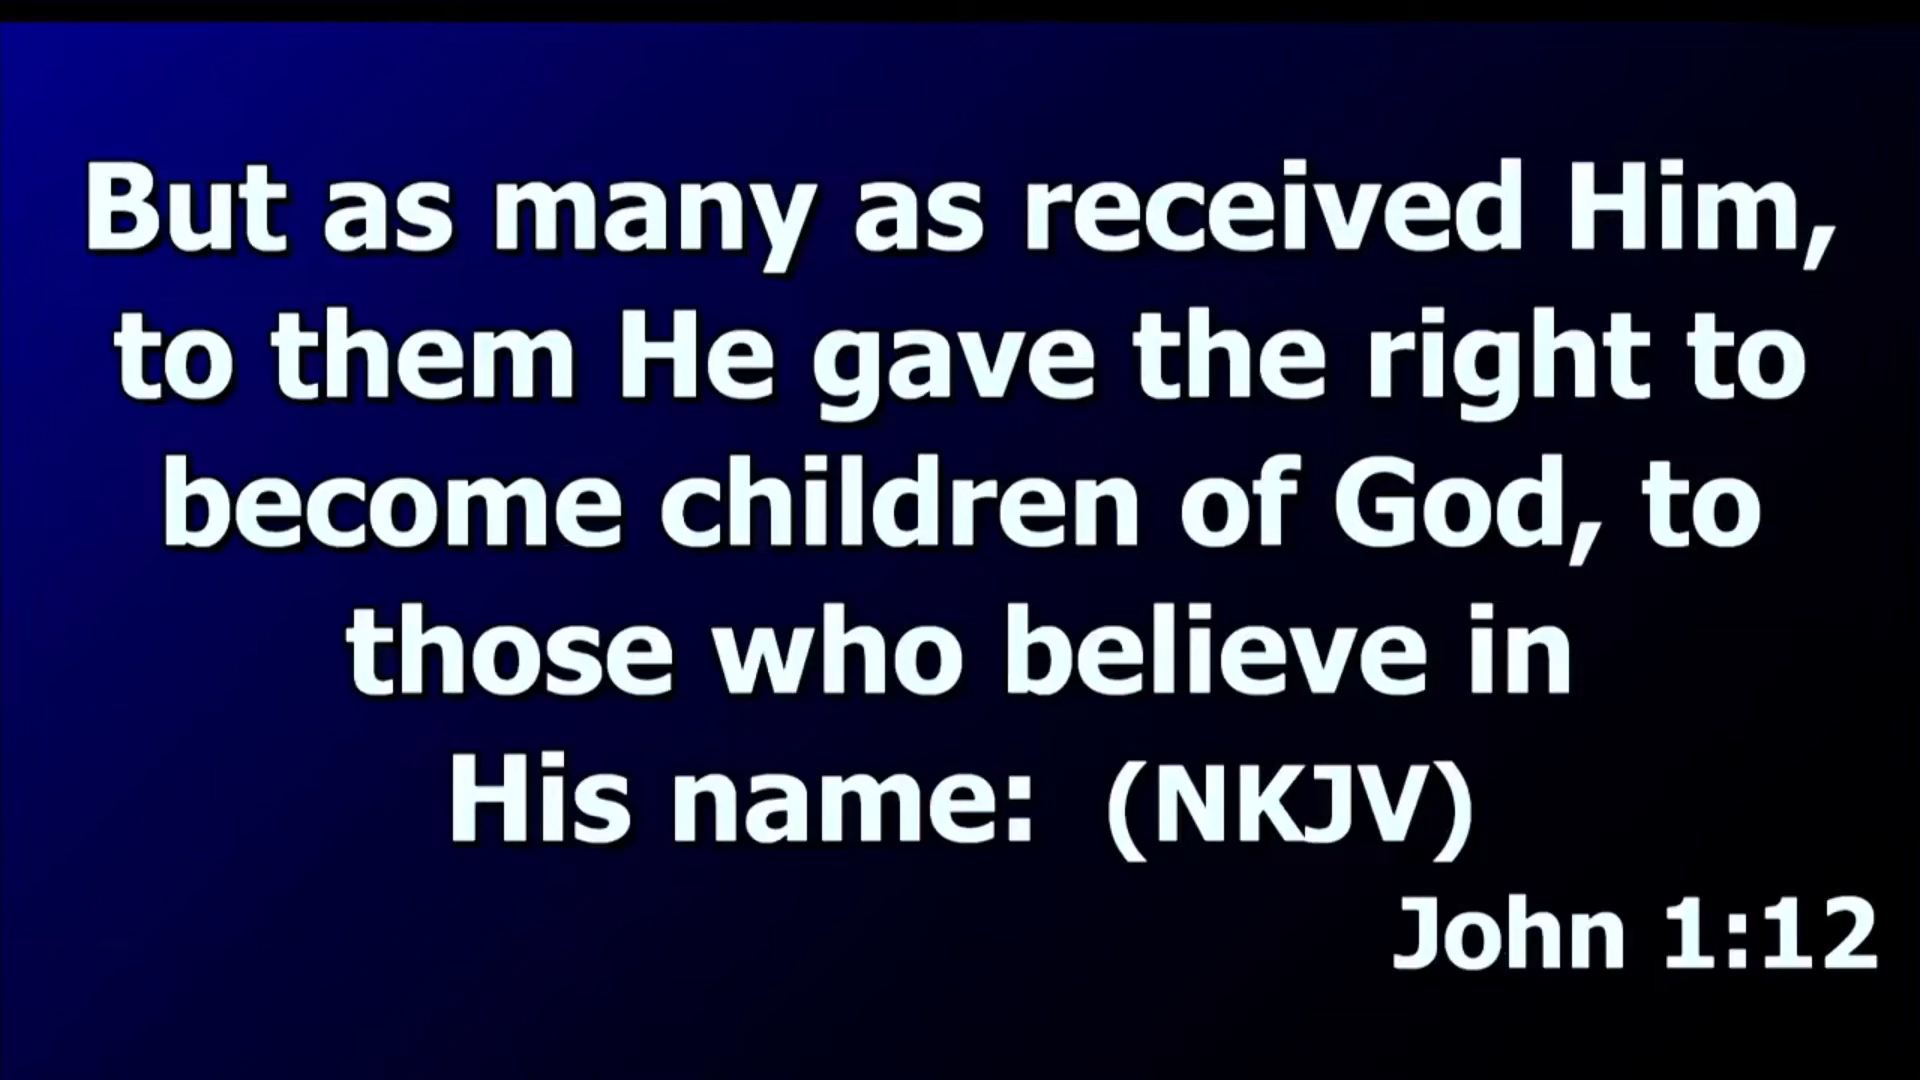 But as many as received Him,
to them He gave the right to
become children of God, to
those who believe in
His name:  (NKJV)
John 1:12